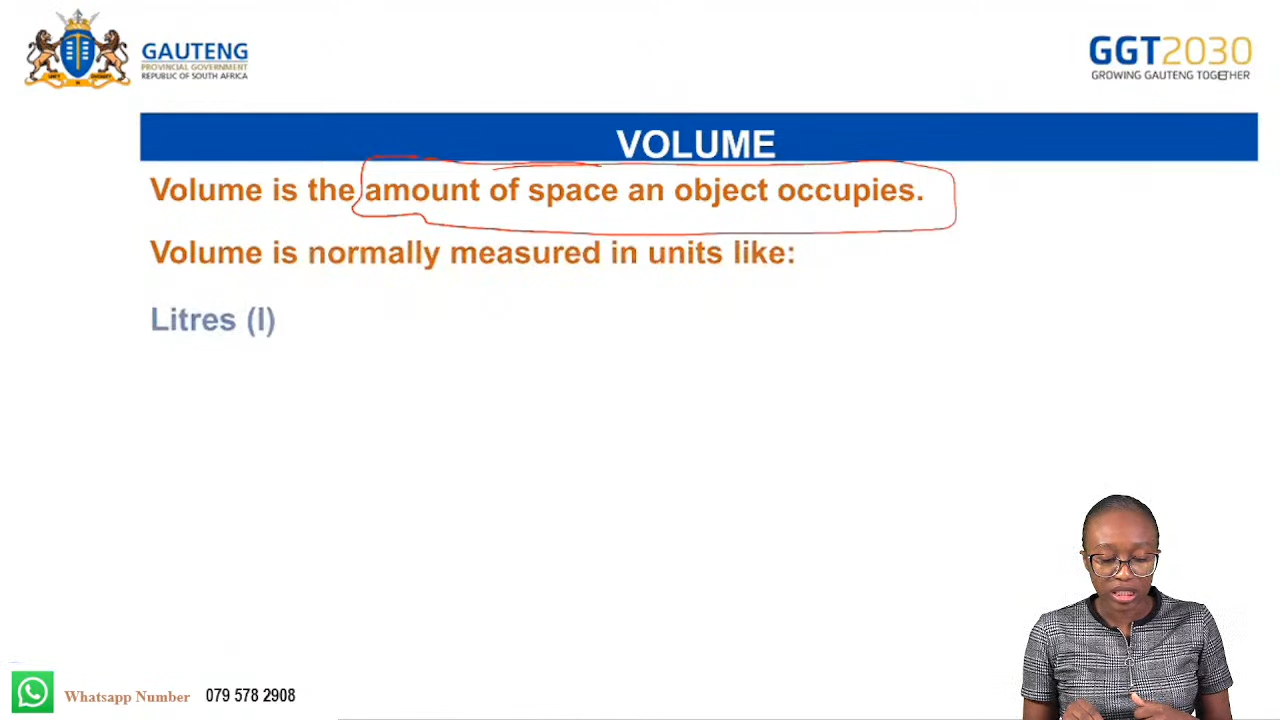 GAUTENG
PROVINCIAL GOVERNMENT
REPUBLIC OF SOUTH AFRICA
GGT2030
GROWING GAUTENG TOGETHER
VOLUME
Volume is the amount of space an object occupies.
Volume is normally measured in units like:
Litres (l)
Whatsapp Number 079 578 2908